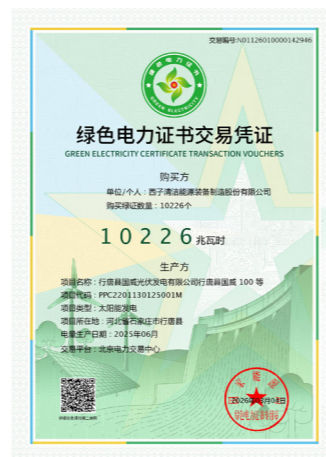 交易编号:N01126010000142946
绿色电力证书
GREEN ELECTRICITY
绿色电力证书交易凭证
GREEN ELECTRICITY CERTIFICATE TRANSACTION VOUCHERS
购买方
单位/个人：西子清洁能源装备制造股份有限公司
购买绿证数量：10226个
10226兆瓦时
生产方
项目名称：行唐县国威光伏发电有限公司行唐县国威 100 等
项目代码：PPC2201130125001M
项目类型：太阳能发电
项目所在地：河北省石家庄市行唐县
电量生产日期：2025年06月
交易平台：北京电力交易中心